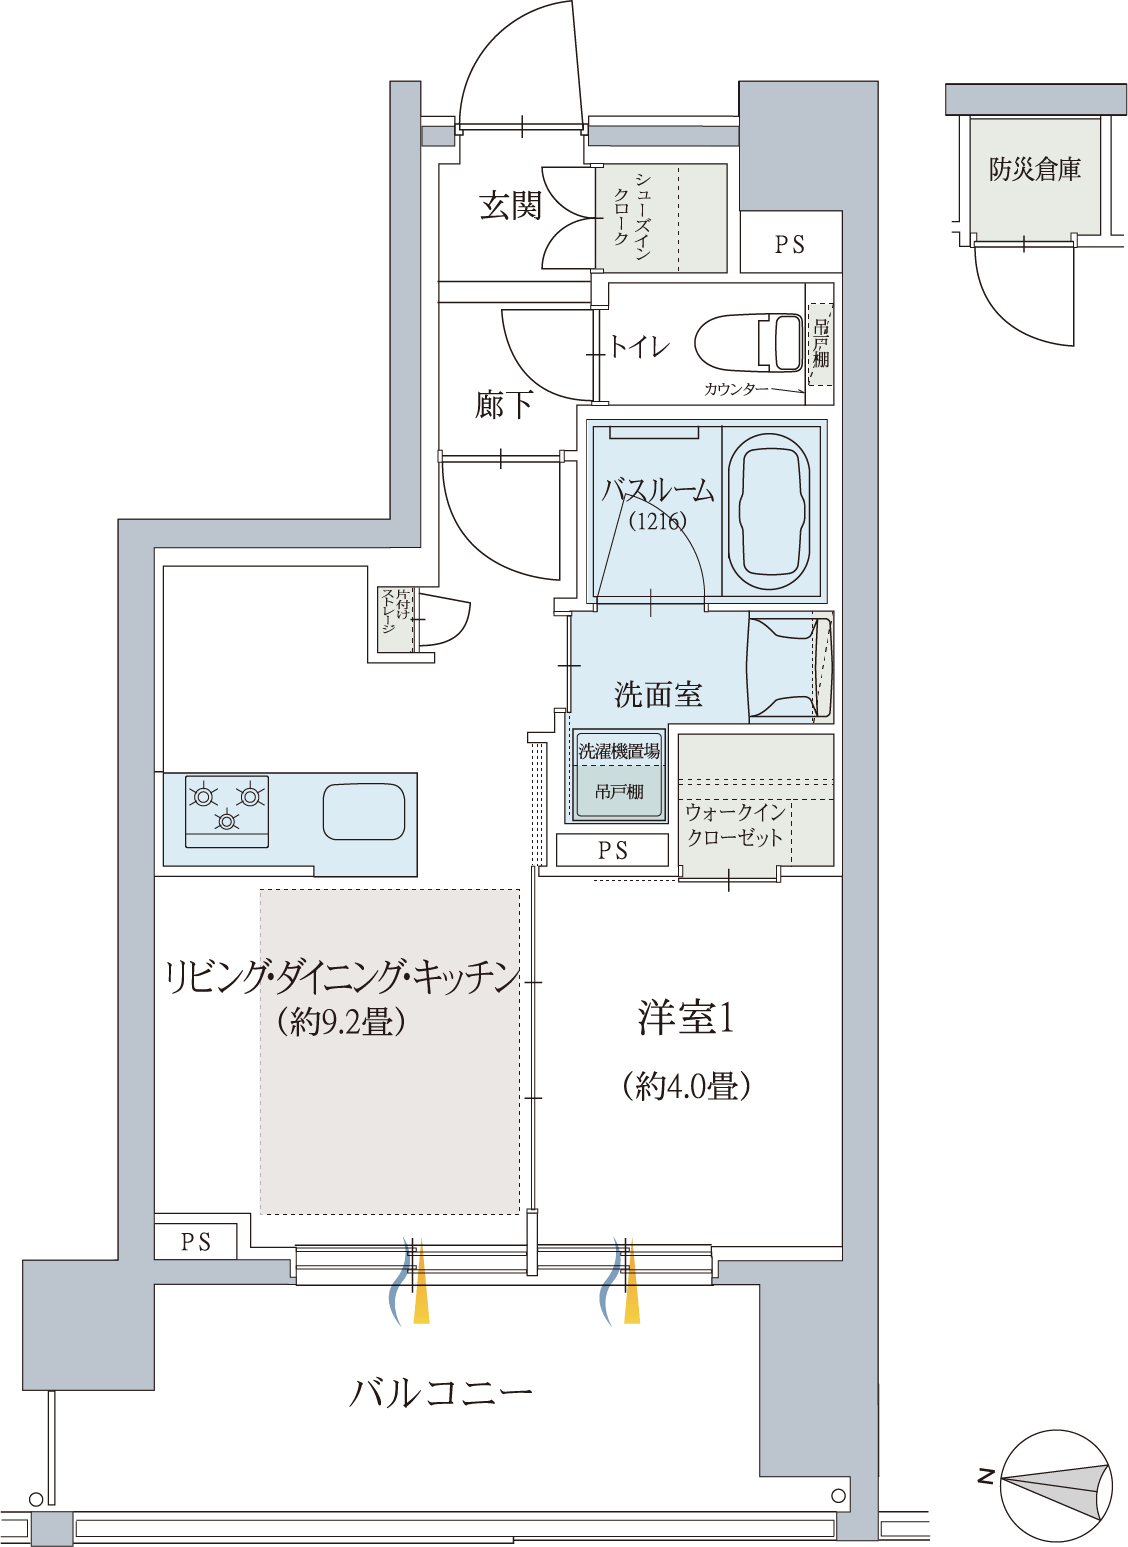 防災倉庫
玄関
シューズイン
クローク
PS
トイレ
吊戸棚
カウンター
廊下
バスルーム
(1216)
片付け
ストレージ
洗面室
洗濯機置場
吊戸棚
ウォークイン
クローゼット
PS
リビング・ダイニング・キッチン
(約9.2畳)
洋室1
(約4.0畳)
PS
バルコニー
N